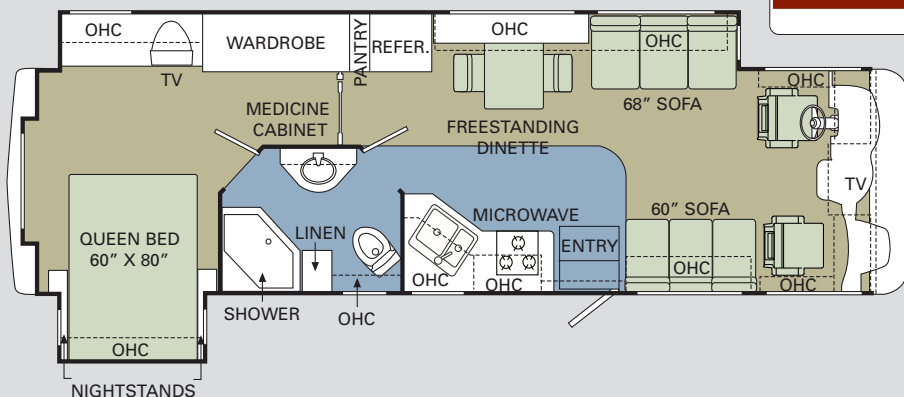 OHC
WARDROBE
PANTRY
REFER.
OHC
OHC
TV
68” SOFA
OHC
MEDICINE
CABINET
FREESTANDING
DINETTE
TV
QUEEN BED
60” X 80”
LINEN
MICROWAVE
60” SOFA
ENTRY
OHC
OHC
OHC
OHC
SHOWER
OHC
OHC
NIGHTSTANDS